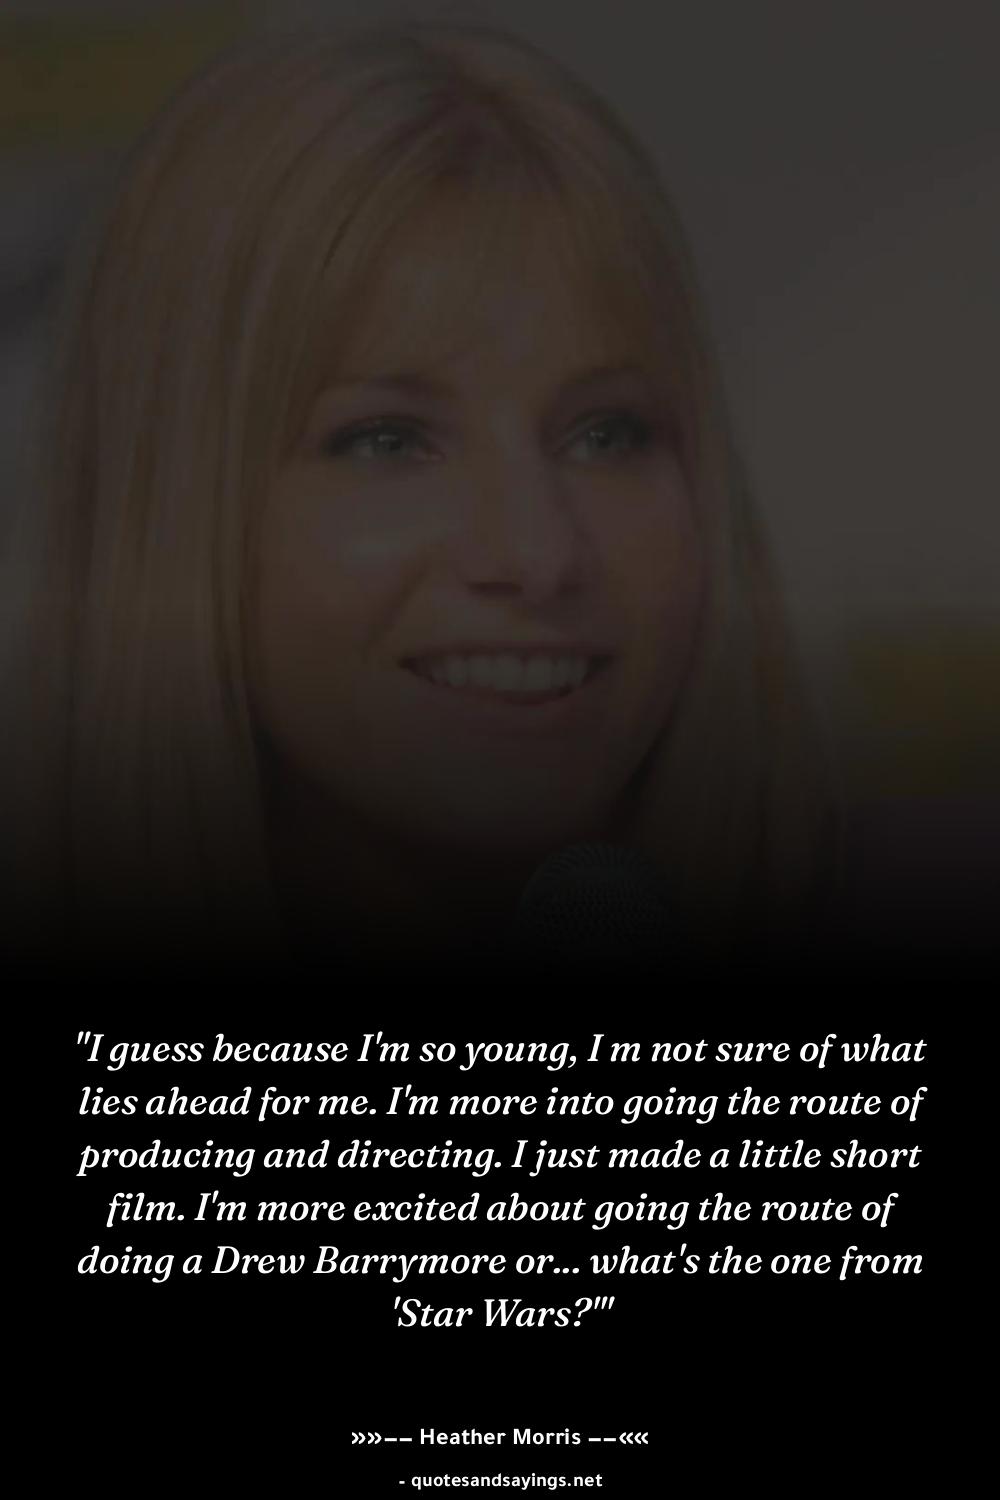 "I guess because I'm so young, I m not sure of what
lies ahead for me. I'm more into going the route of
producing and directing. I just made a little short
film. I'm more excited about going the route of
doing a Drew Barrymore or... what's the one from
'Star Wars?'"
»»–– Heather Morris ––««
- quotesandsayings.net